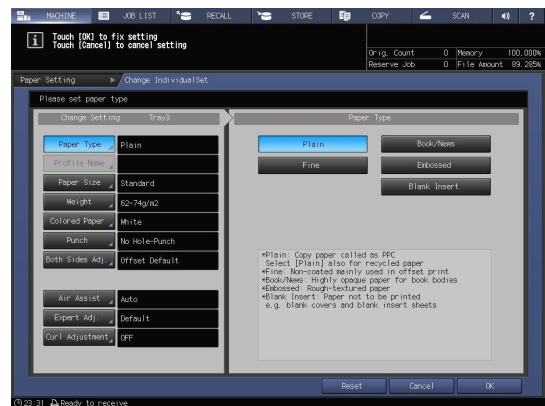 MACHINE JOB LIST RECALL STORE COPY SCAN ?
i Touch [OK] to fix setting
Touch [Cancel] to cancel setting
Orig. Count 0 Memory 100.000%
Reserve Job 0 File Amount 89.285%
Paper Setting Change IndividualSet
Please set paper type
Change Setting Tray3
Paper Type Plain
Profile Name
Paper Size Standard
Weight 62-74g/m2
Colored Paper White
Punch No Hole-Punch
Both Sides Adj. Offset Default
Air Assist Auto
Expert Adj. Default
Curl Adjustment OFF
Paper Type
Plain Book/News
Fine Embossed
Blank Insert
*Plain: Copy paper called as PPC
Select [Plain] also for recycled paper
*Fine: Non-coated mainly used in offset print
*Book/News: Highly opaque paper for book bodies
*Embossed: Rough-textured paper
*Blank Insert: Paper not to be printed
e.g. blank covers and blank insert sheets
Reset Cancel OK
23:31 Ready to receive